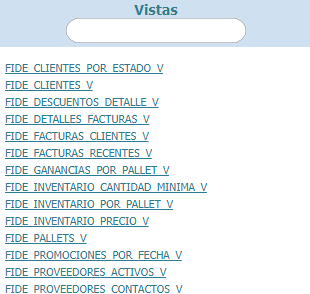 Vistas
FIDE_CLIENTES_POR_ESTADO_V
FIDE_CLIENTES_V
FIDE_DESCUENTOS_DETALLE_V
FIDE_DETALLES_FACTURAS_V
FIDE_FACTURAS_CLIENTES_V
FIDE_FACTURAS_RECENTES_V
FIDE_GANANCIAS_POR_PALLET_V
FIDE_INVENTARIO_CANTIDAD_MINIMA_V
FIDE_INVENTARIO_POR_PALLET_V
FIDE_INVENTARIO_PRECIO_V
FIDE_PALLETS_V
FIDE_PROMOCIONES_POR_FECHA_V
FIDE_PROVEEDORES_ACTIVOS_V
FIDE_PROVEEDORES_CONTACTOS_V